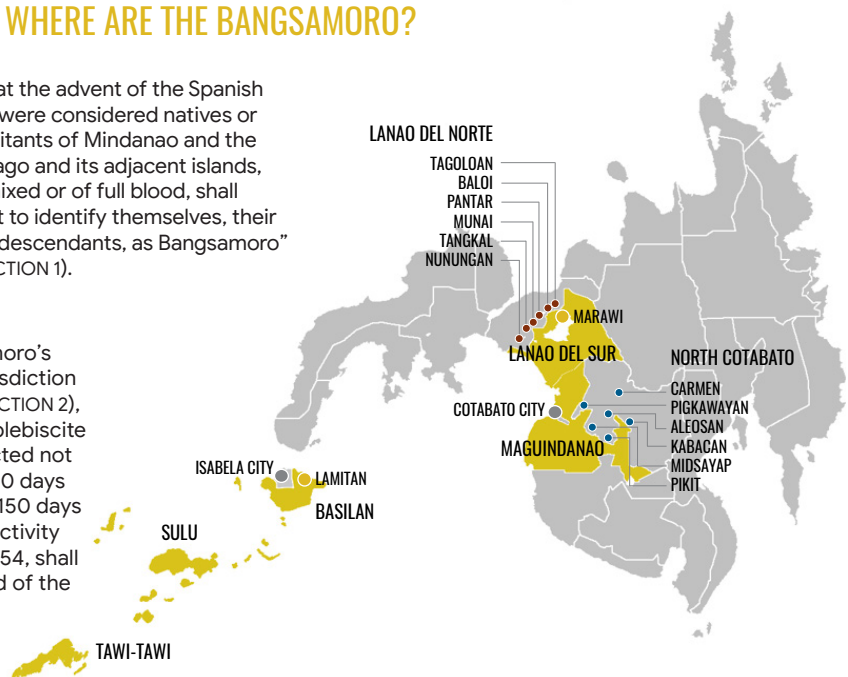 WHERE ARE THE BANGSAMORO?
at the advent of the Spanish
were considered natives or
itants of Mindanao and the
ago and its adjacent islands,
ixed or of full blood, shall
t to identify themselves, their
descendants, as Bangsamoro”
CTION 1).
moro’s
isdiction
CTION 2),
plebiscite
cted not
0 days
150 days
ctivity
54, shall
d of the
LANAO DEL NORTE
TAGOLOAN
BALOI
PANTAR
MUNAI
TANGKAL
NUNUNGAN
MARAWI
LANAO DEL SUR
NORTH COTABATO
CARMEN
PIGKAWAYAN
ALEOSAN
KABACAN
MIDSAYAP
PIKIT
COTABATO CITY
MAGUINDANAO
ISABELA CITY
LAMITAN
BASILAN
SULU
TAWI-TAWI